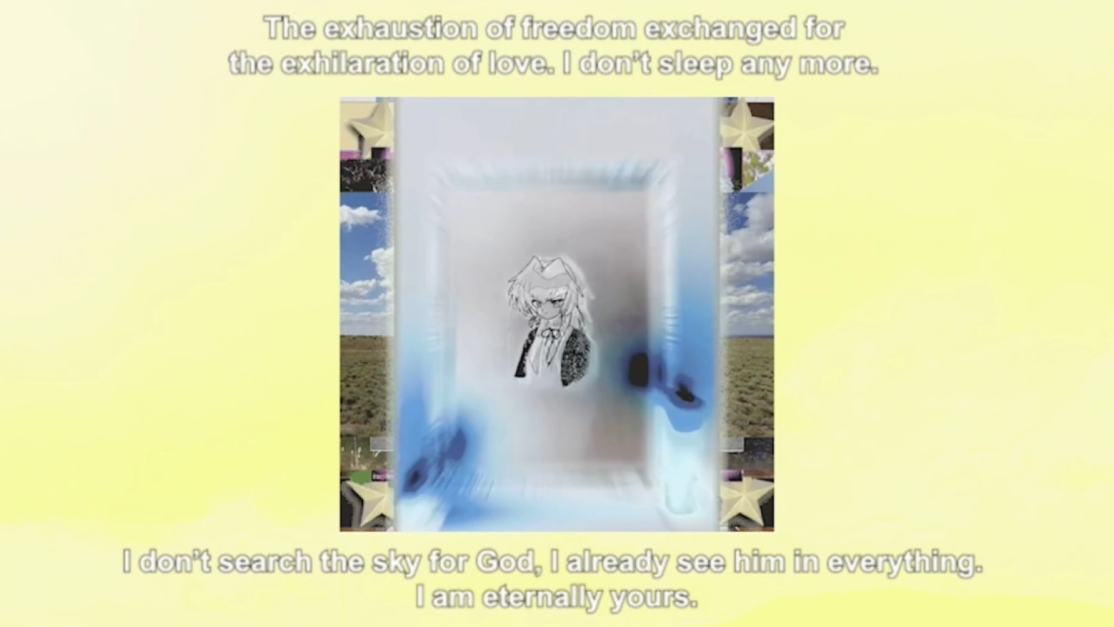 The exhaustion of freedom exchanged for
the exhilaration of love. I don't sleep any more.
I don't search the sky for God, I already see him in everything.
I am eternally yours.